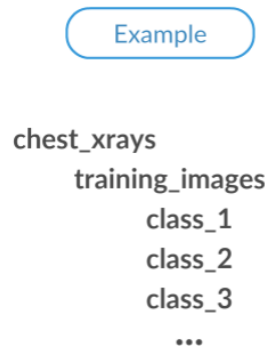 Example
chest_xrays
training_images
class_1
class_2
class_3
...